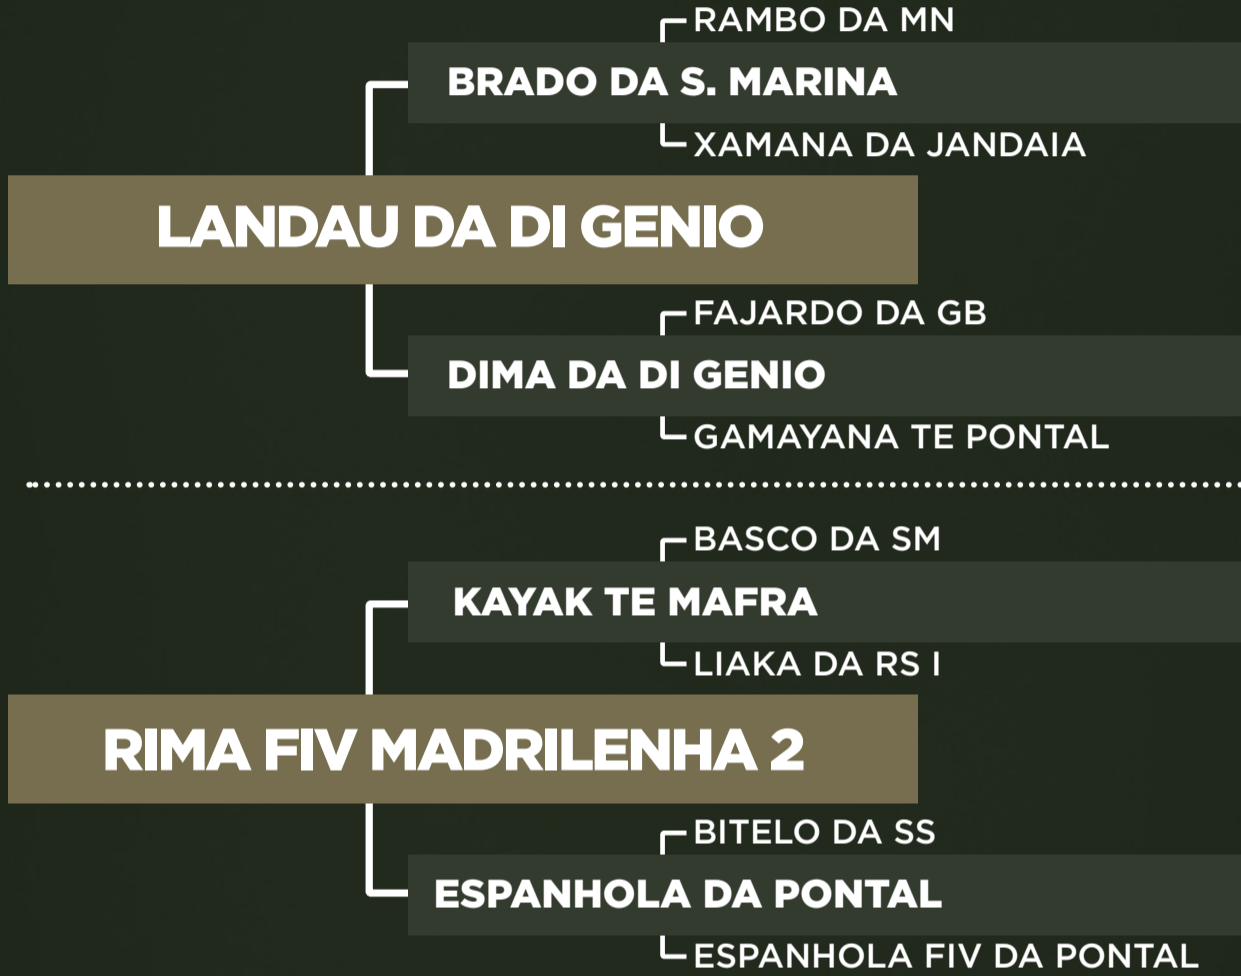 RAMBO DA MN
BRADO DA S. MARINA
XAMANA DA JANDAIA
LANDAU DA DI GENIO
FAJARDO DA GB
DIMA DA DI GENIO
GAMAYANA TE PONTAL
BASCO DA SM
KAYAK TE MAFRA
LIAKA DA RS I
RIMA FIV MADRILENHA 2
BITELO DA SS
ESPANHOLA DA PONTAL
ESPANHOLA FIV DA PONTAL